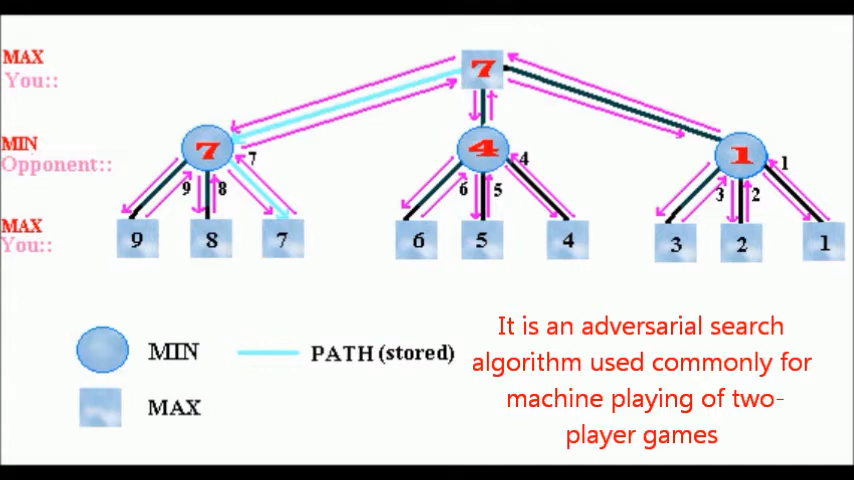 MAX
You::
7
MIN
Opponent::
7
7
4
4
1
1
9
8
6
5
3
2
MAX
You::
9
8
7
6
5
4
3
2
1
MIN
PATH (stored)
MAX
It is an adversarial search
algorithm used commonly for
machine playing of two-
player games